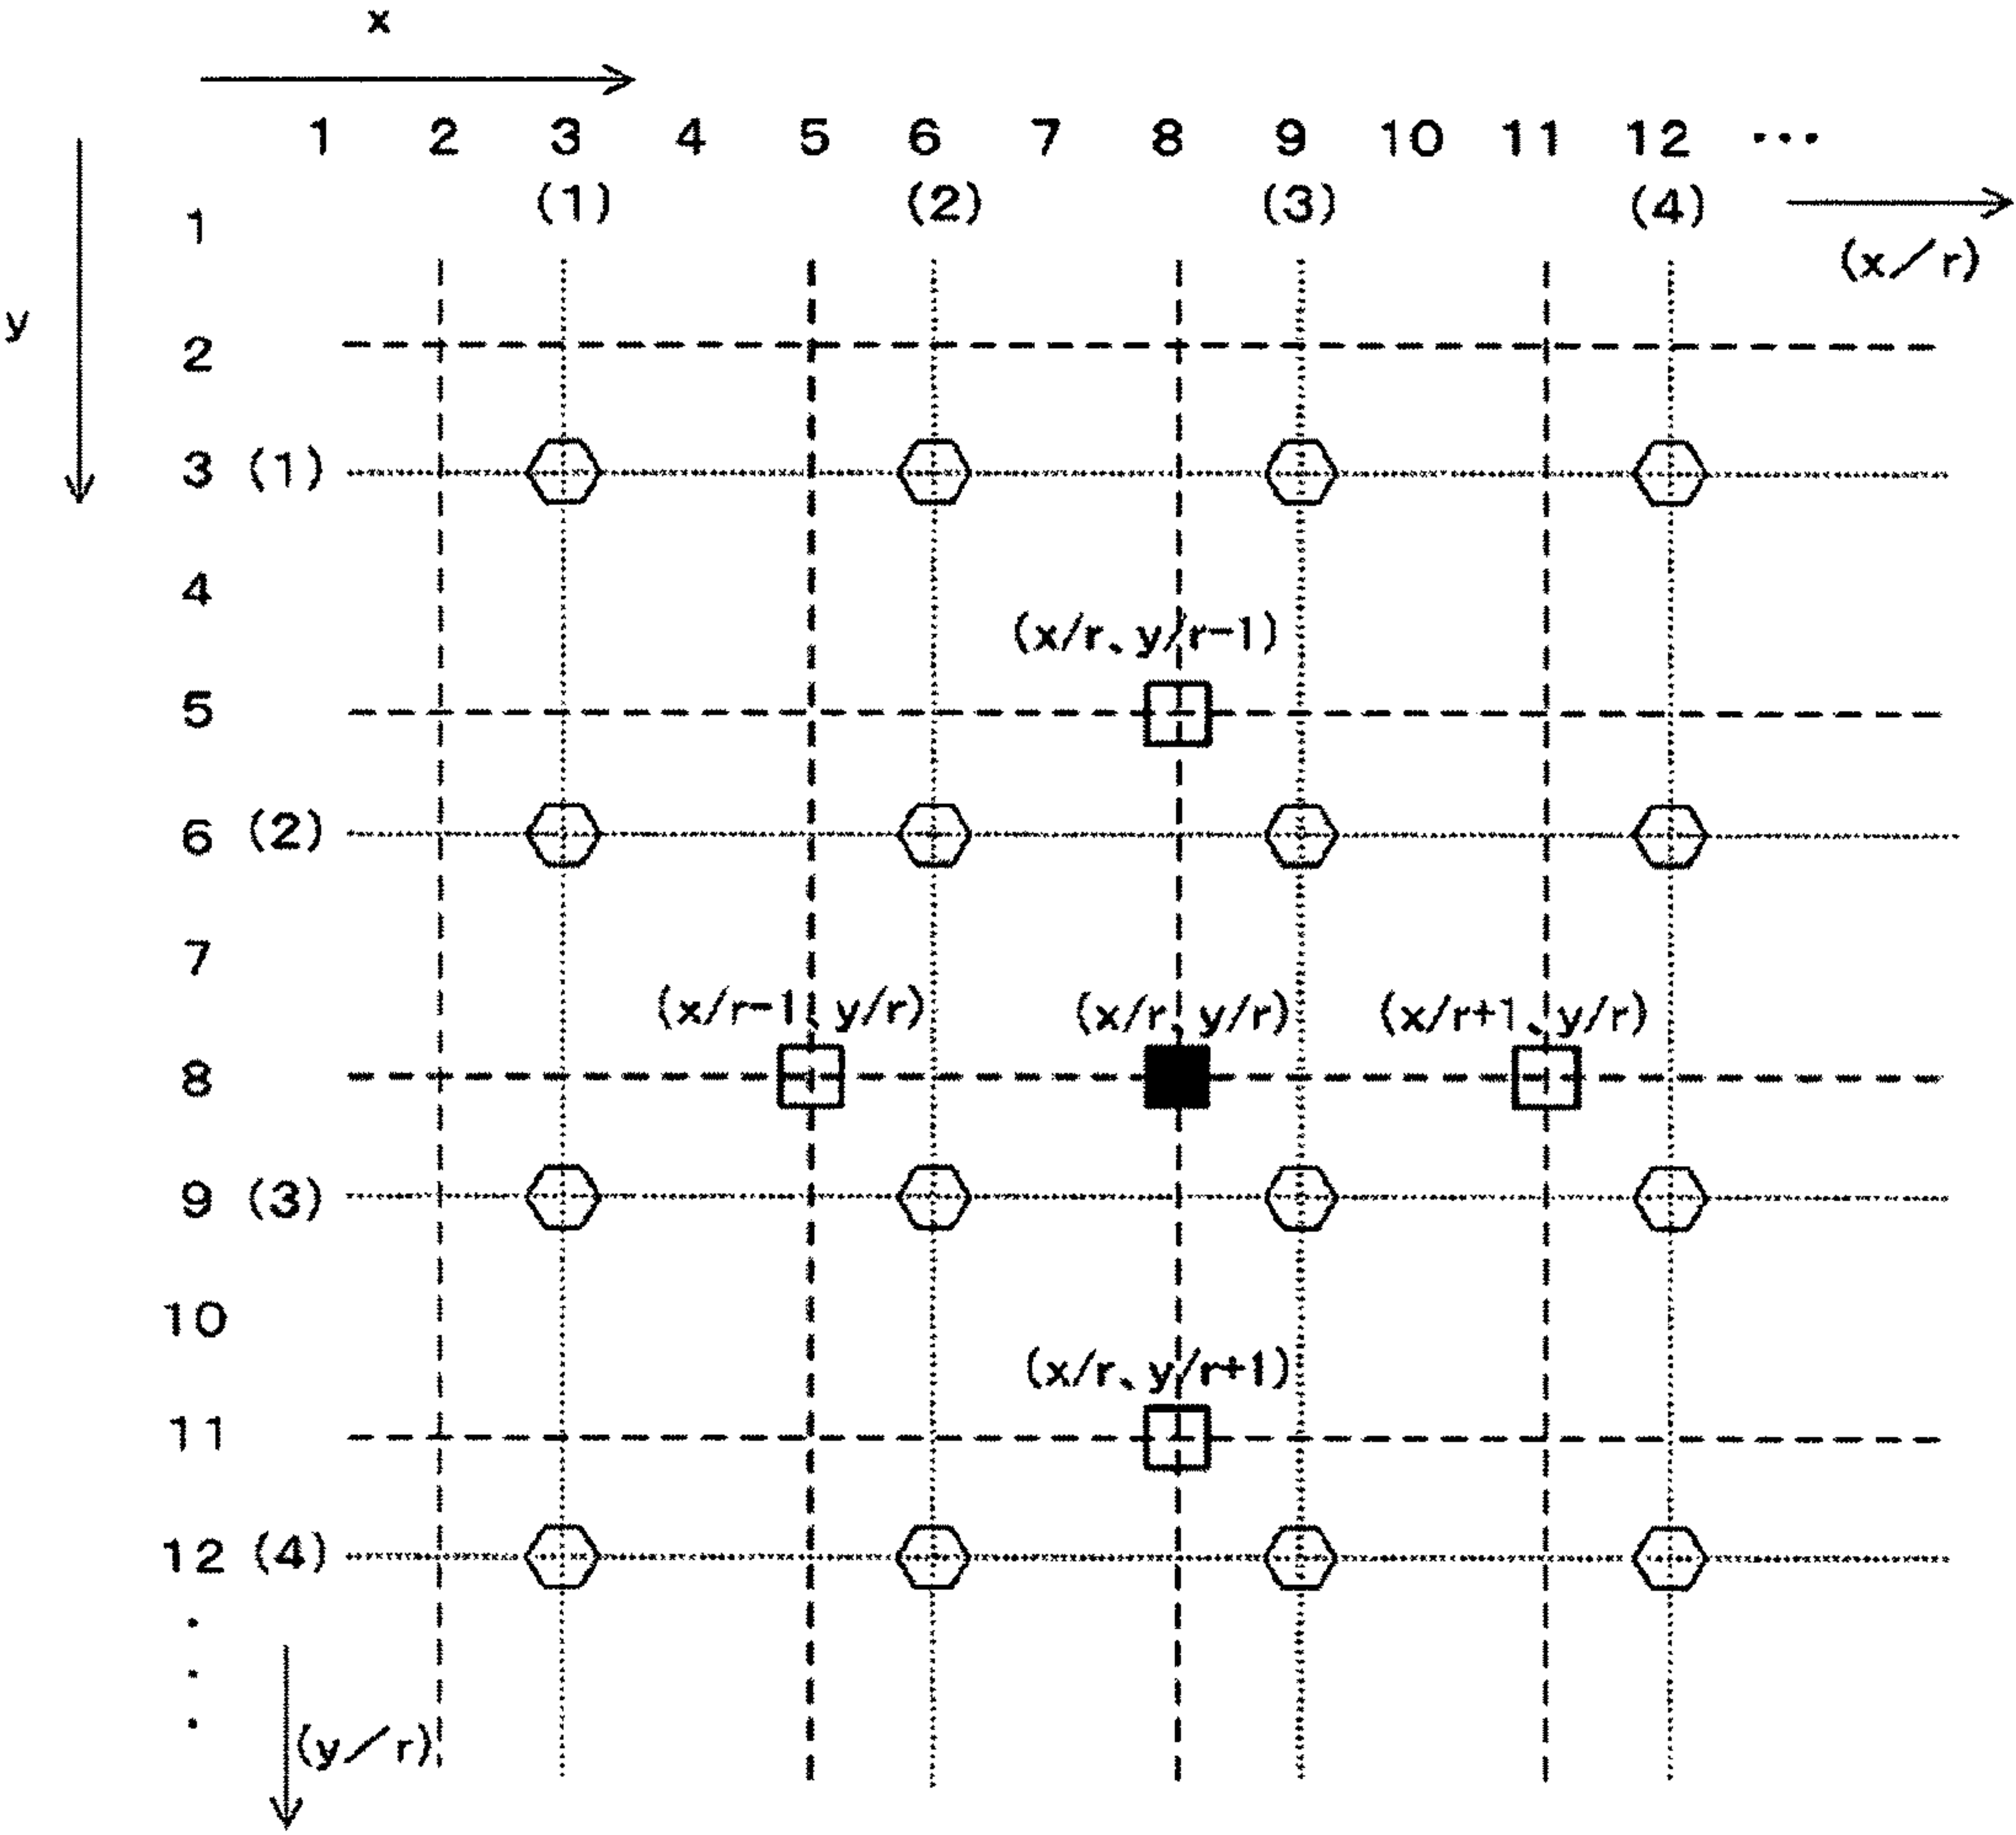 x
1 2 3 4 5 6 7 8 9 10 11 12 ･･･
(1) (2) (3) (4)
(x／r)
y
1
2
3 (1)
4
(x/r､y/r-1)
5
6 (2)
7
(x/r-1､y/r) (x/r､y/r) (x/r+1､y/r)
8
9 (3)
10
(x/r､y/r+1)
11
12 (4)
･
･
･
(y／r)